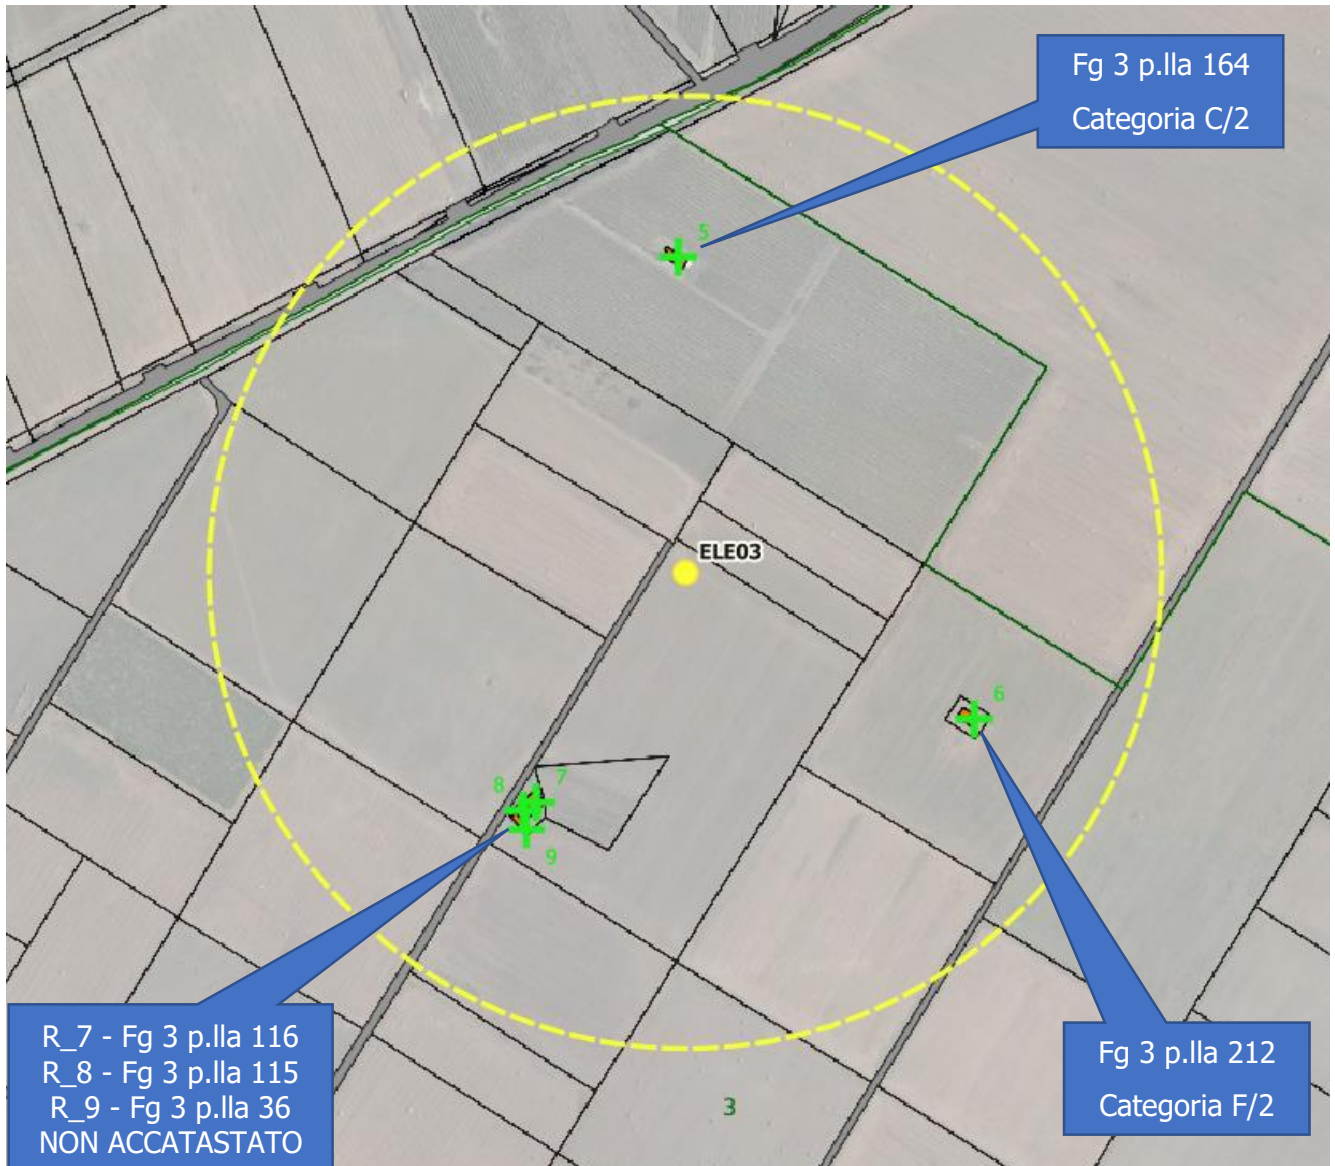 Fg 3 p.lla 164
Categoria C/2
5
ELE03
6
7
8
9
R_7 - Fg 3 p.lla 116
R_8 - Fg 3 p.lla 115
R_9 - Fg 3 p.lla 36
NON ACCATASTATO
Fg 3 p.lla 212
Categoria F/2
3